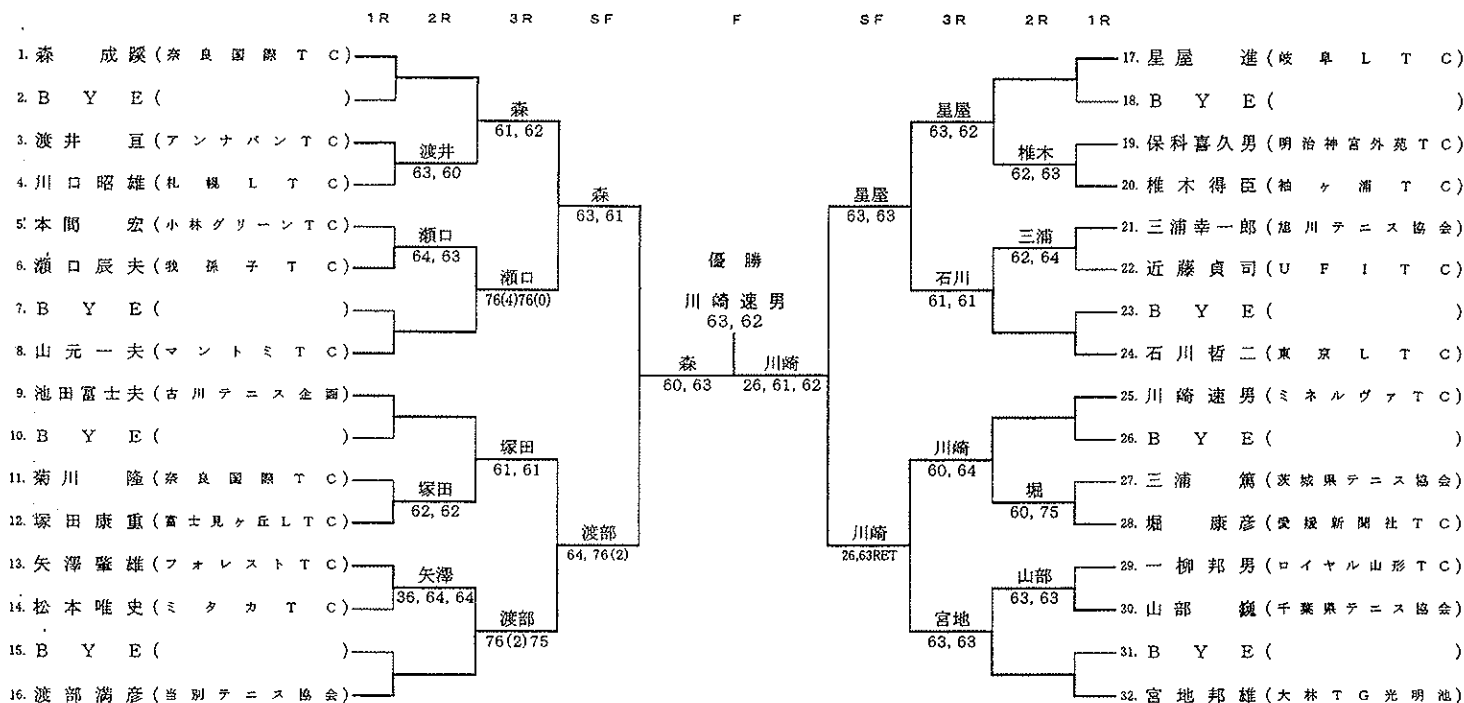 1R 2R 3R SF F SF 3R 2R 1R
1. 森 成蹊 (奈良国際TC)
2. BYE ( )
3. 渡井 亘 (アンナバンTC)
4. 川口昭雄 (札幌LTC)
5. 本間 宏 (小林グリーンTC)
6. 瀬口辰夫 (我孫子TC)
7. BYE ( )
8. 山元一夫 (マントミTC)
9. 池田富士夫 (古川テニス企画)
10. BYE ( )
11. 菊川 隆 (奈良国際TC)
12. 塚田康重 (富士見ヶ丘LTC)
13. 矢澤肇雄 (フォレストTC)
14. 松本唯史 (ミタカTC)
15. BYE ( )
16. 渡部満彦 (当別テニス協会)
渡井
63, 60
瀬口
64, 63
塚田
62, 62
矢澤
36, 64, 64
森
61, 62
瀬口
76(4)76(0)
塚田
61, 61
渡部
76(2)75
森
63, 61
渡部
64, 76(2)
森
60, 63
優勝
川崎速男
63, 62
川崎
26, 61, 62
星屋
63, 63
川崎
26,63RET
星屋
63, 62
石川
61, 61
川崎
60, 64
宮地
63, 63
椎木
62, 63
三浦
62, 64
堀
60, 75
山部
63, 63
17. 星屋 進 (岐阜LTC)
18. BYE ( )
19. 保科喜久男 (明治神宮外苑TC)
20. 椎木得臣 (袖ヶ浦TC)
21. 三浦幸一郎 (旭川テニス協会)
22. 近藤貞司 (UFITC)
23. BYE ( )
24. 石川哲二 (東京LTC)
25. 川崎速男 (ミネルヴァTC)
26. BYE ( )
27. 三浦 篤 (茨城県テニス協会)
28. 堀 康彦 (愛媛新聞社TC)
29. 一柳邦男 (ロイヤル山形TC)
30. 山部 巍 (千葉県テニス協会)
31. BYE ( )
32. 宮地邦雄 (大林TG光明池)